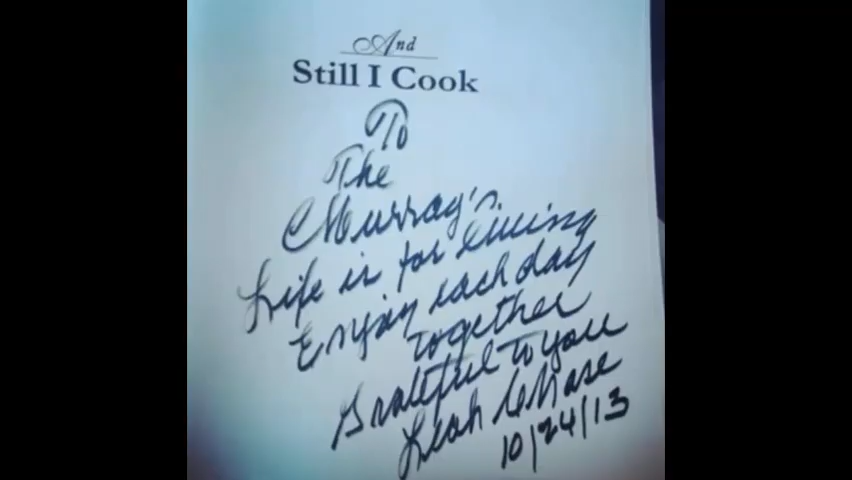 And
Still I Cook
To
The
Murray's
Life is for living
Enjoy each day
together
Grateful to you
Leah Chase
10/24/13